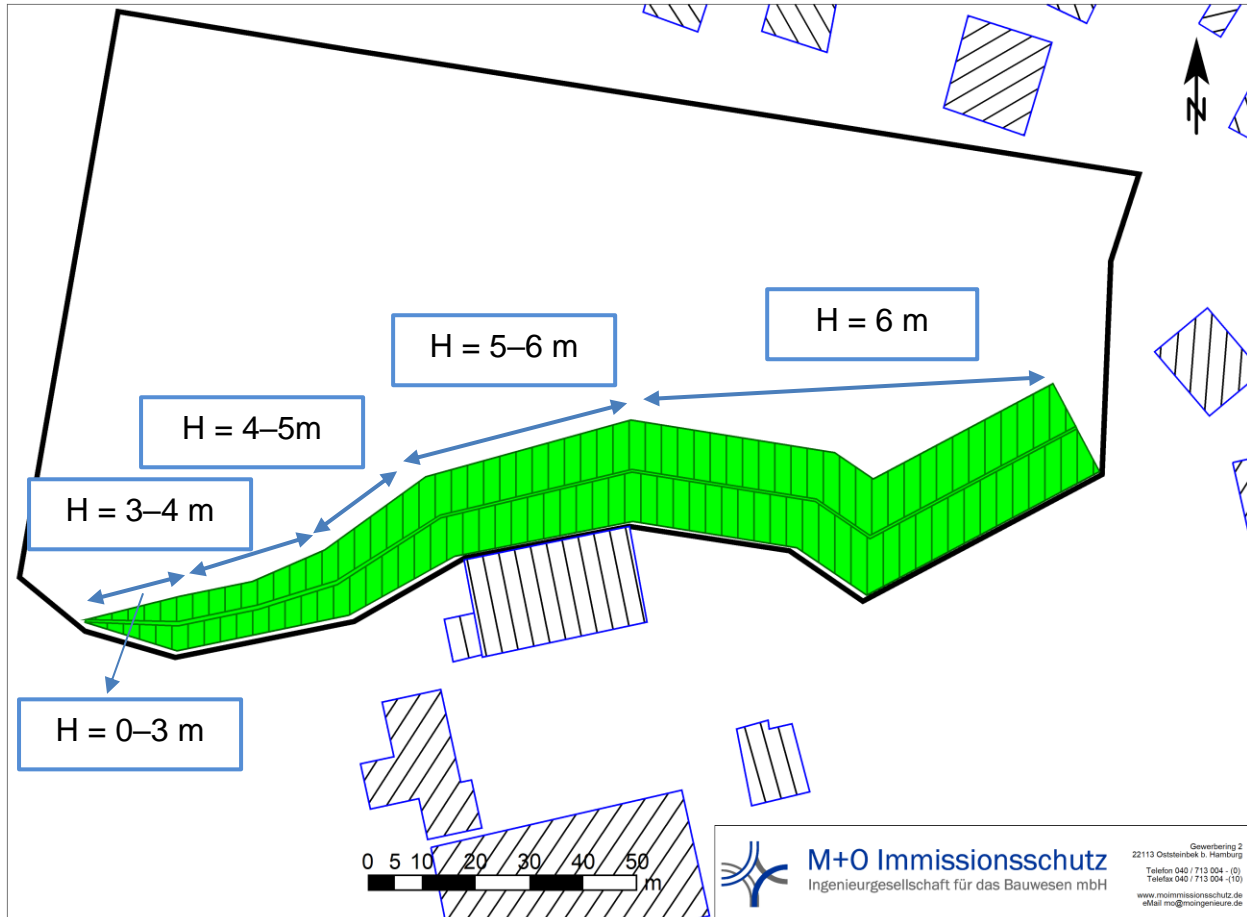 N
H = 6 m
H = 5–6 m
H = 4–5m
H = 3–4 m
H = 0–3 m
0 5 10 20 30 40 50
m
M+O Immissionsschutz
Ingenieurgesellschaft für das Bauwesen mbH
Gewerbering 2
22113 Oststeinbek b. Hamburg
Telefon 040 / 713 004 - (0)
Telefax 040 / 713 004 -(10)
www.moimmissionsschutz.de
eMail mo@moingenieure.de